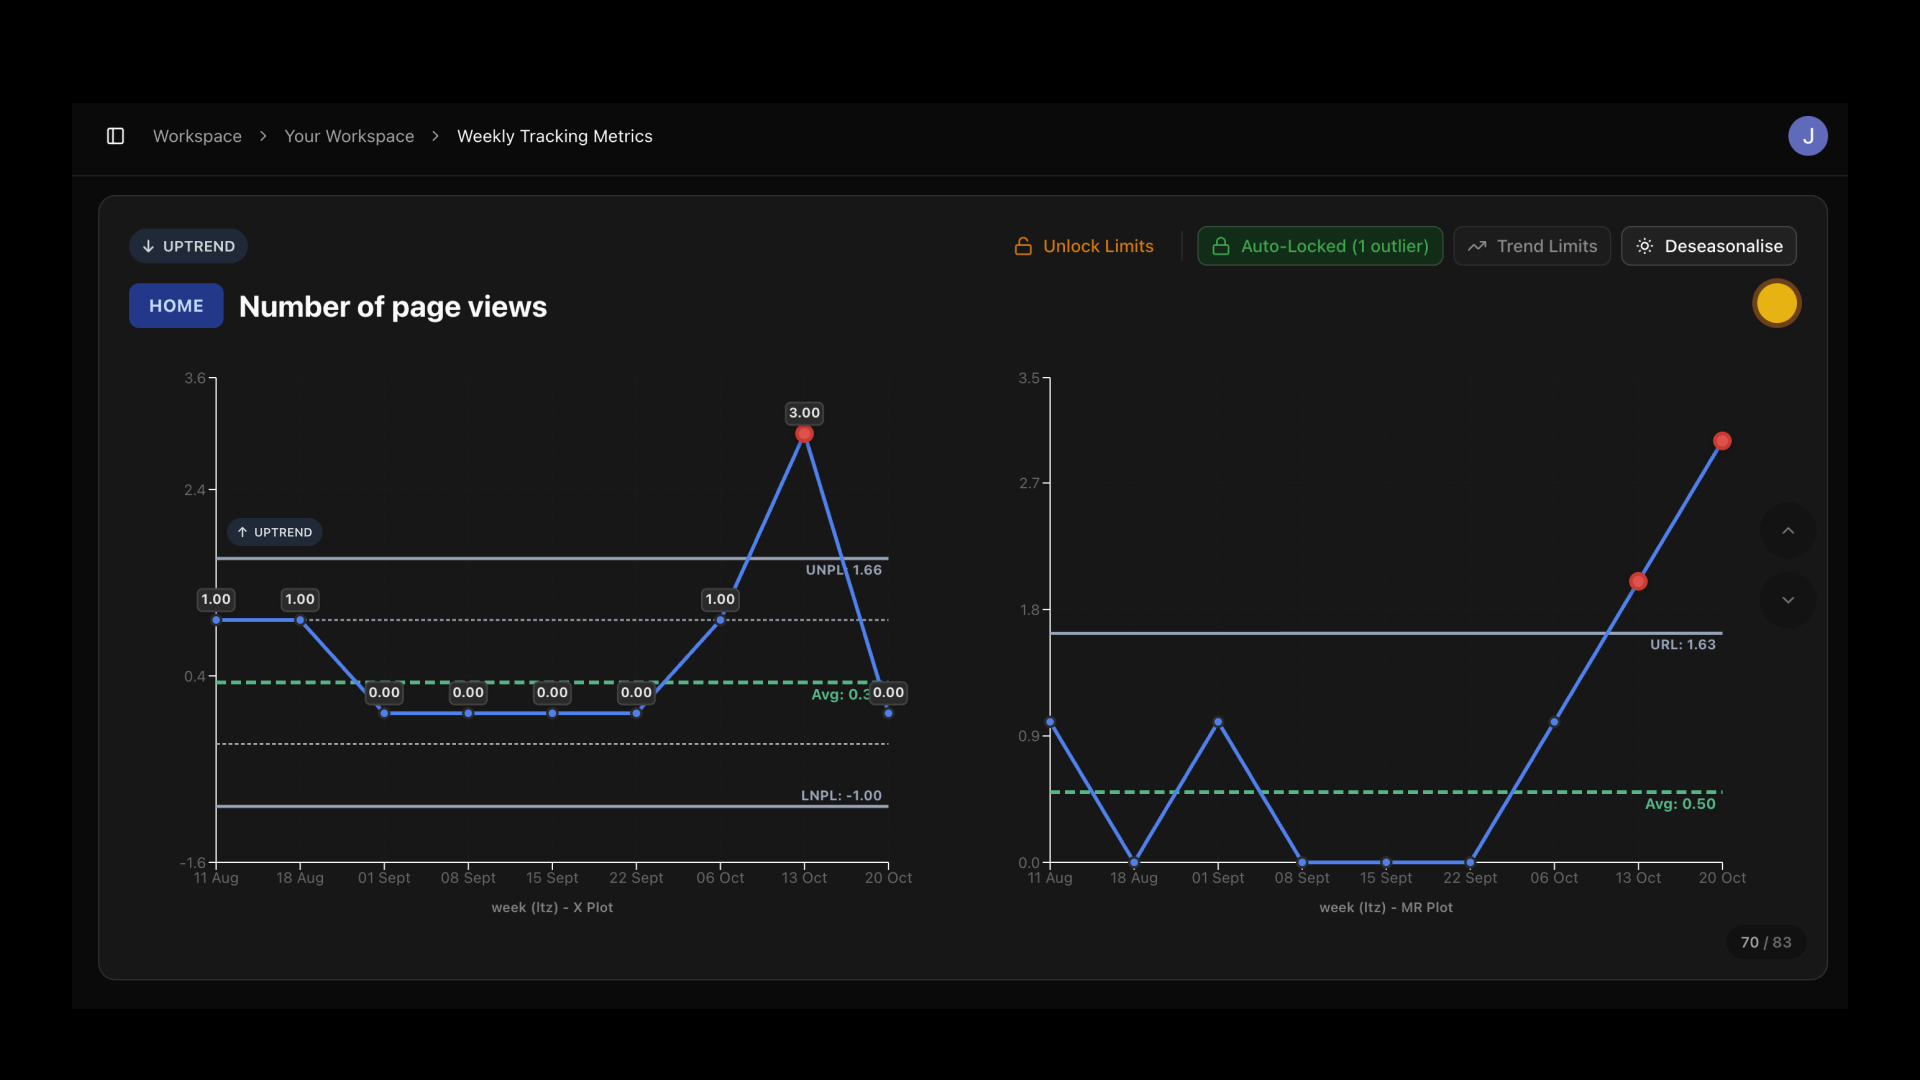 Workspace > Your Workspace > Weekly Tracking Metrics
J
↓ UPTREND
Unlock Limits
Auto-Locked (1 outlier)
Trend Limits
Deseasonalise
HOME
Number of page views
3.6
2.4
0.4
-1.6
↑ UPTREND
3.00
UNPL: 1.66
1.00
1.00
1.00
0.00
0.00
0.00
0.00
Avg: 0.3
0.00
LNPL: -1.00
11 Aug
18 Aug
01 Sept
08 Sept
15 Sept
22 Sept
06 Oct
13 Oct
20 Oct
week (ltz) - X Plot
3.5
2.7
1.8
0.9
0.0
URL: 1.63
Avg: 0.50
11 Aug
18 Aug
01 Sept
08 Sept
15 Sept
22 Sept
06 Oct
13 Oct
20 Oct
week (ltz) - MR Plot
70 / 83